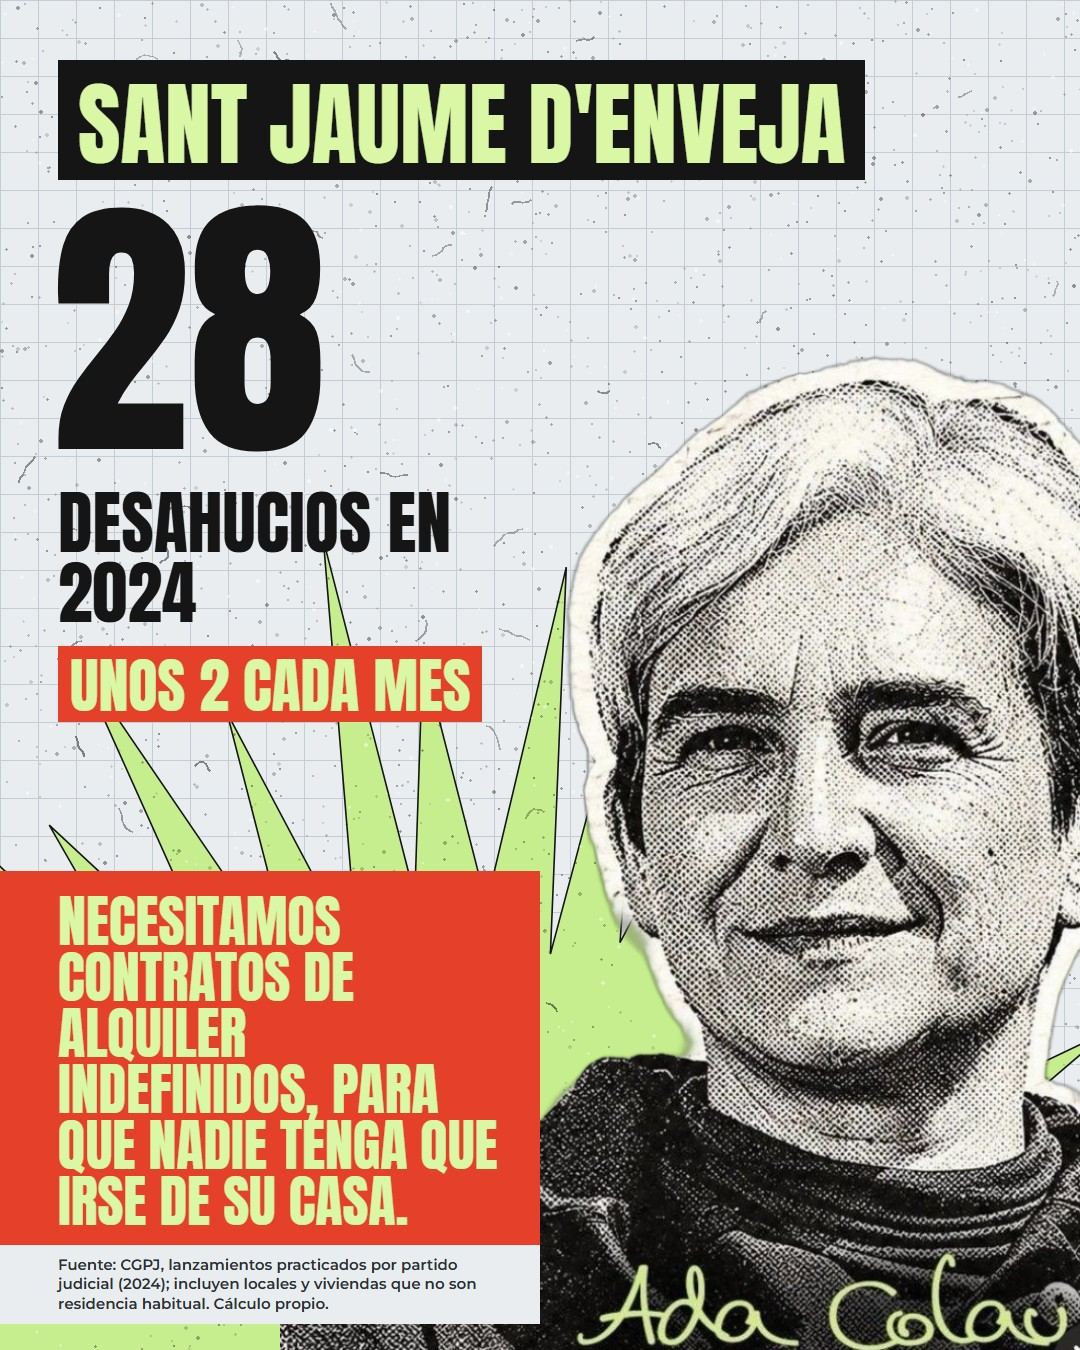 SANT JAUME D'ENVEJA
28
DESAHUCIOS EN
2024
UNOS 2 CADA MES
NECESITAMOS
CONTRATOS DE
ALQUILER
INDEFINIDOS, PARA
QUE NADIE TENGA QUE
IRSE DE SU CASA.
Fuente: CGPJ, lanzamientos practicados por partido
judicial (2024); incluyen locales y viviendas que no son
residencia habitual. Cálculo propio.
Ada Colau